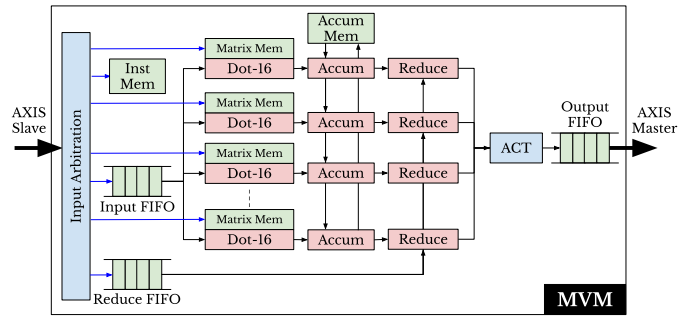 AXIS
Slave
Input Arbitration
Inst
Mem
Input FIFO
Reduce FIFO
Matrix Mem
Dot-16
Matrix Mem
Dot-16
Matrix Mem
Dot-16
Matrix Mem
Dot-16
Accum
Mem
Accum
Accum
Accum
Accum
Reduce
Reduce
Reduce
Reduce
ACT
Output
FIFO
AXIS
Master
MVM